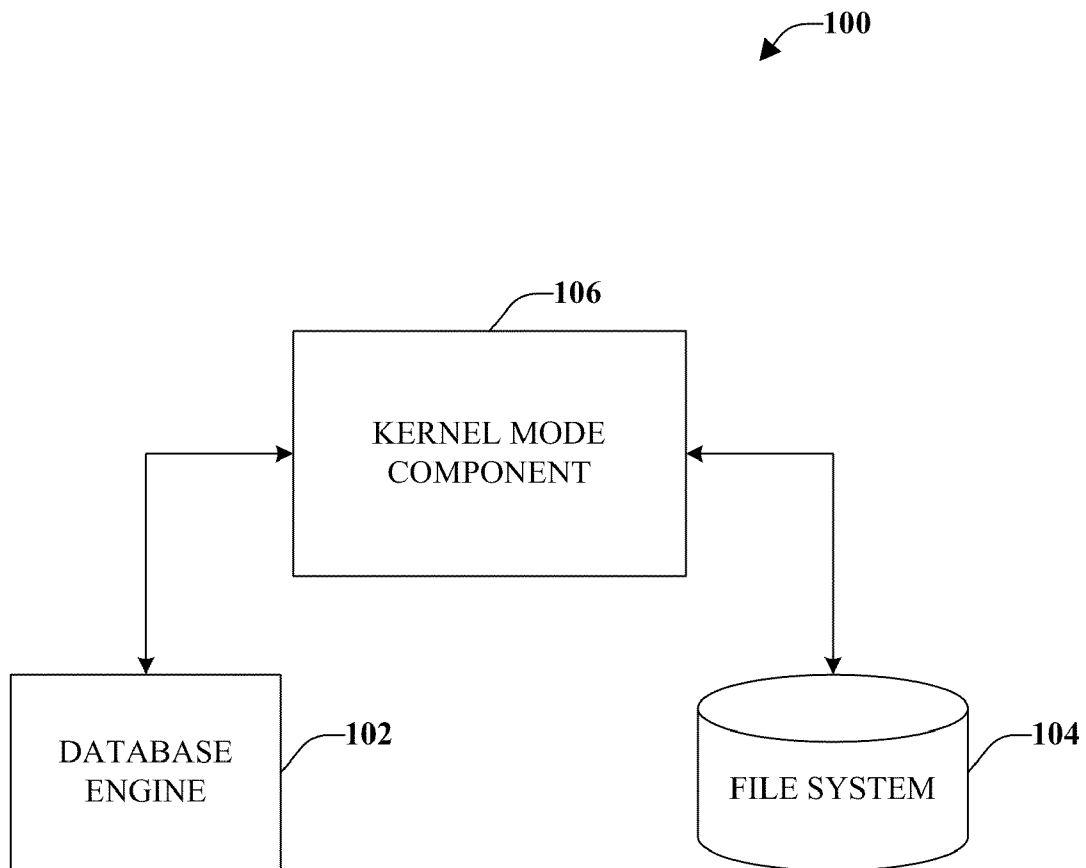 100
106
KERNEL MODE
COMPONENT
102
DATABASE
ENGINE
104
FILE SYSTEM